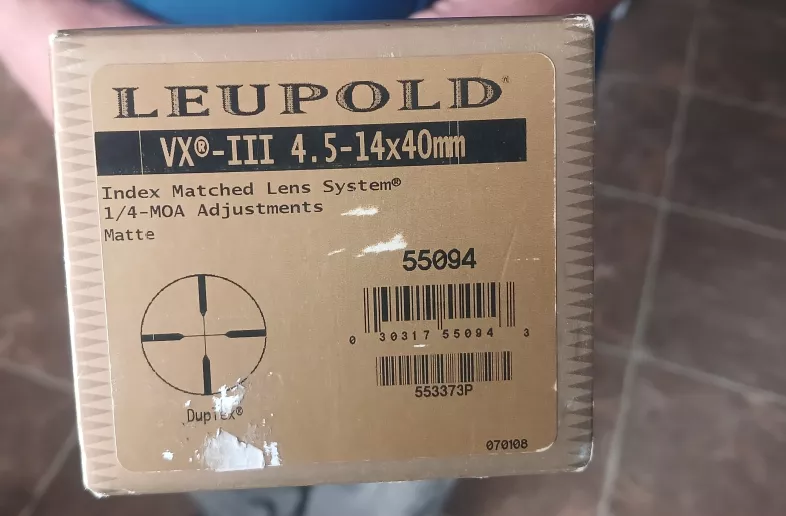 LEUPOLD®
VX®-III 4.5-14x40mm
Index Matched Lens System®
1/4-MOA Adjustments
Matte
55094
0 30317 55094 3
553373P
Duplex®
070108